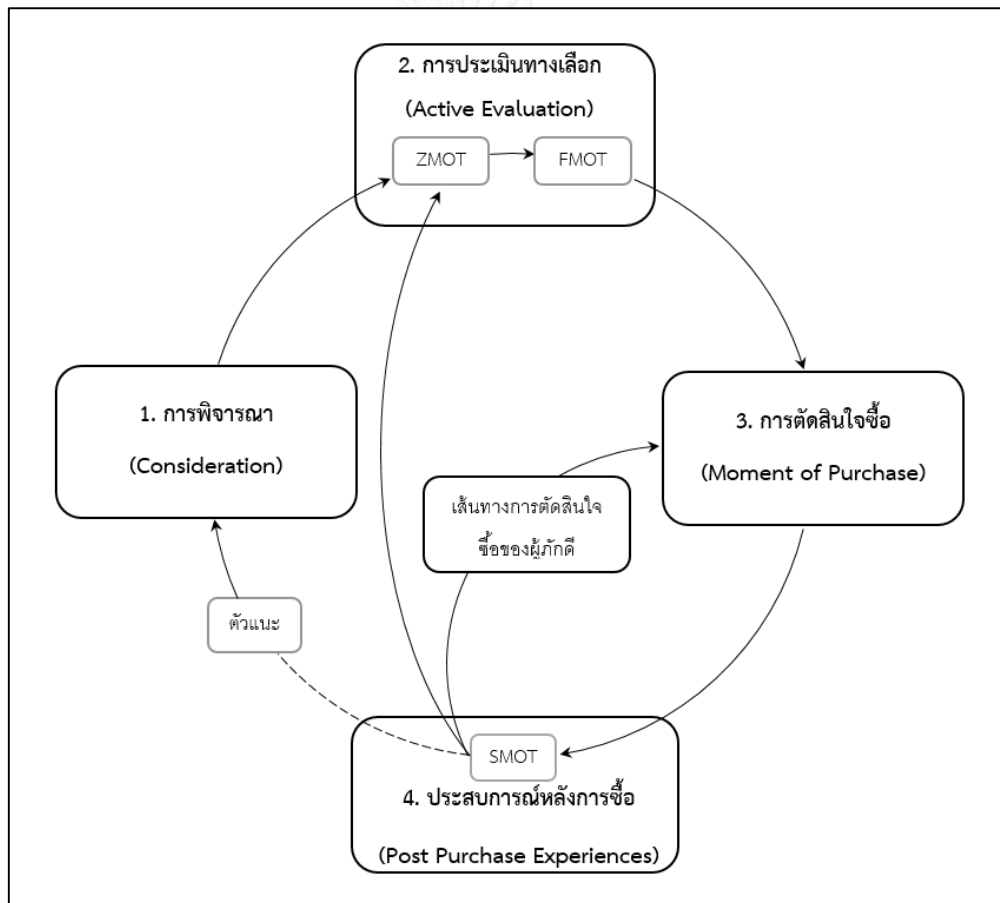 2. การประเมินทางเลือก
(Active Evaluation)
ZMOT
FMOT
1. การพิจารณา
(Consideration)
3. การตัดสินใจซื้อ
(Moment of Purchase)
เส้นทางการตัดสินใจ
ซื้อของผู้ภักดี
ตัวแนะ
SMOT
4. ประสบการณ์หลังการซื้อ
(Post Purchase Experiences)